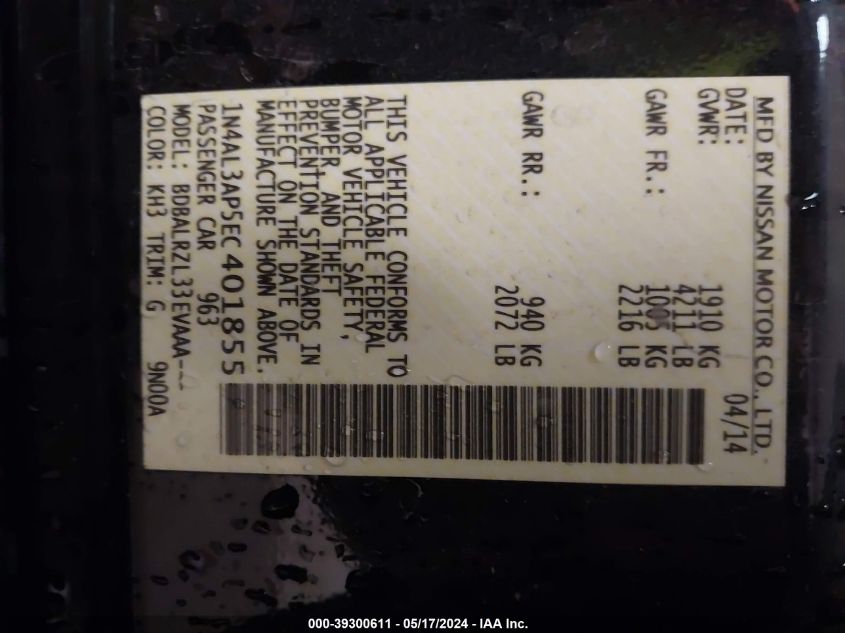 MFD BY NISSAN MOTOR CO., LTD.
DATE: 04/14
GVWR: 1910 KG
4211 LB
GAWR FR.: 1005 KG
2216 LB
GAWR RR.: 940 KG
2072 LB
THIS VEHICLE CONFORMS TO
ALL APPLICABLE FEDERAL
MOTOR VEHICLE SAFETY,
BUMPER, AND THEFT
PREVENTION STANDARDS IN
EFFECT ON THE DATE OF
MANUFACTURE SHOWN ABOVE.
1N4AL3AP5EC401855
PASSENGER CAR 963
MODEL: BDBALRZL33EVAAA---
COLOR: KH3 TRIM: G 9N00A
000-39300611 - 05/17/2024 - IAA Inc.